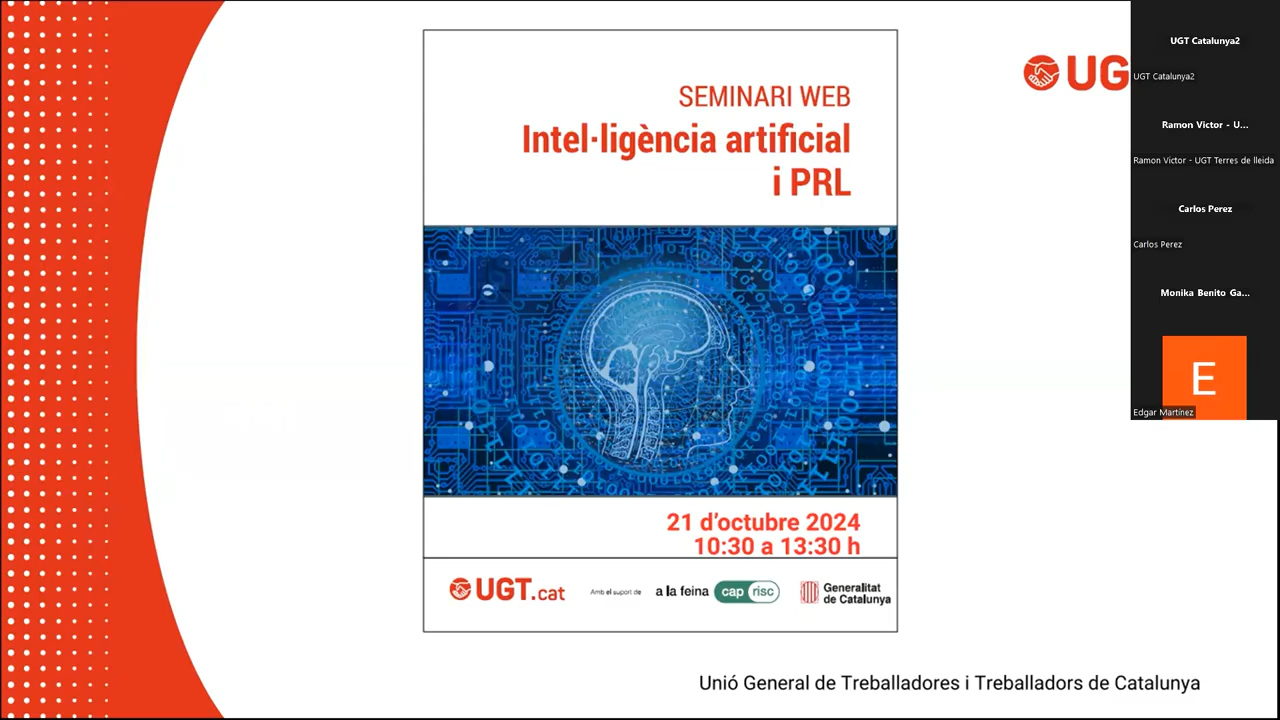 SEMINARI WEB
Intel·ligència artificial
i PRL
21 d'octubre 2024
10:30 a 13:30 h
UGT.cat
Amb el suport de
a la feina
cap risc
Generalitat
de Catalunya
UG
Unió General de Treballadores i Treballadors de Catalunya
UGT Catalunya2
UGT Catalunya2
Ramon Victor - U...
Ramon Victor - UGT Terres de lleida
Carlos Perez
Carlos Perez
Monika Benito Ga...
E
Edgar Martínez